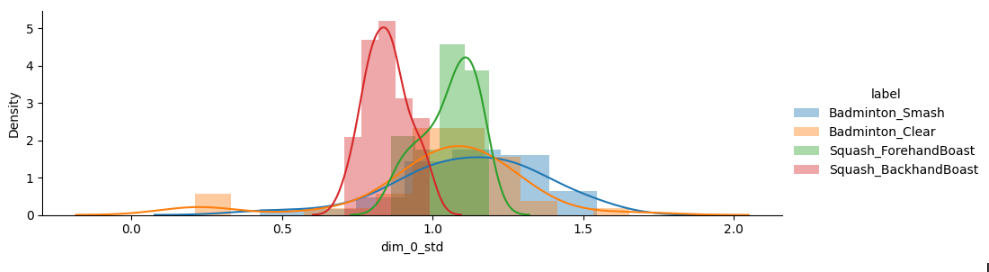 Density
5
4
3
2
1
0
0.0 0.5 1.0 1.5 2.0
dim_0_std
label
Badminton_Smash
Badminton_Clear
Squash_ForehandBoast
Squash_BackhandBoast